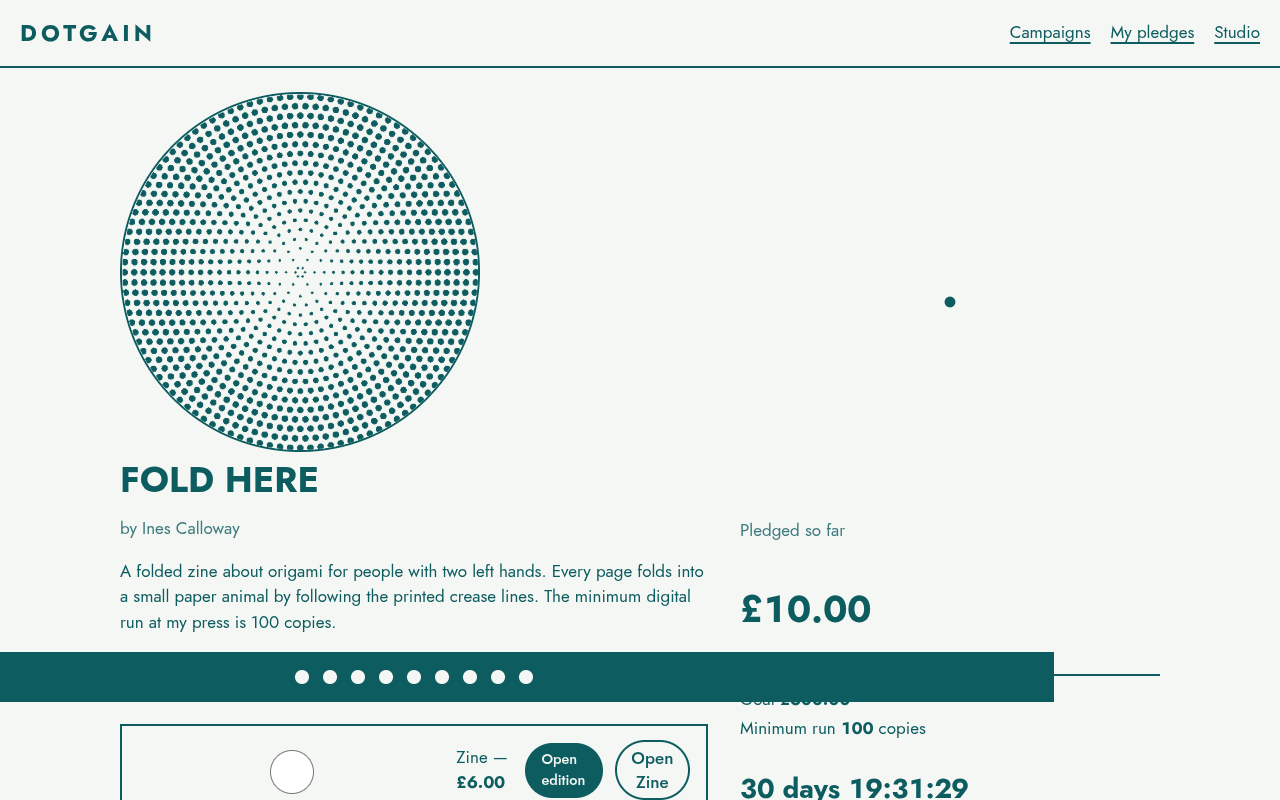 DOTGAIN
Campaigns My pledges Studio
FOLD HERE
by Ines Calloway
A folded zine about origami for people with two left hands. Every page folds into
a small paper animal by following the printed crease lines. The minimum digital
run at my press is 100 copies.
Zine —
£6.00
Open
edition
Open
Zine
Pledged so far
£10.00
Minimum run 100 copies
30 days 19:31:29